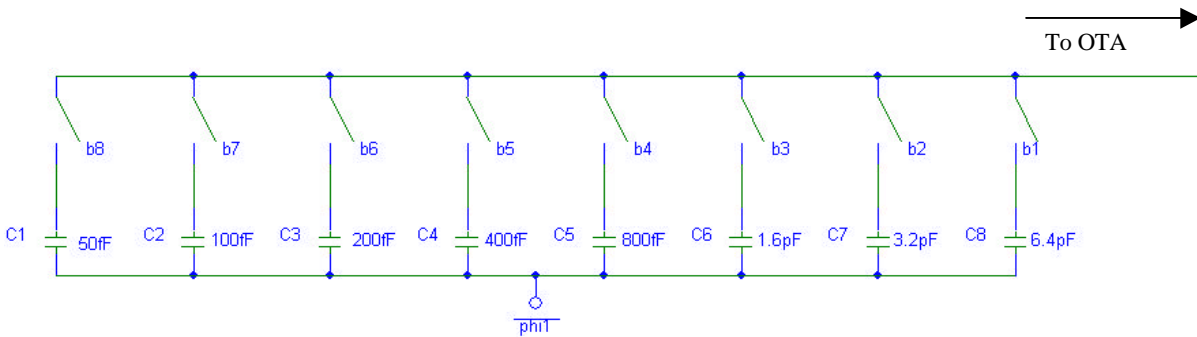 To OTA
b8 b7 b6 b5 b4 b3 b2 b1
C1 50fF C2 100fF C3 200fF C4 400fF C5 800fF C6 1.6pF C7 3.2pF C8 6.4pF
phi1